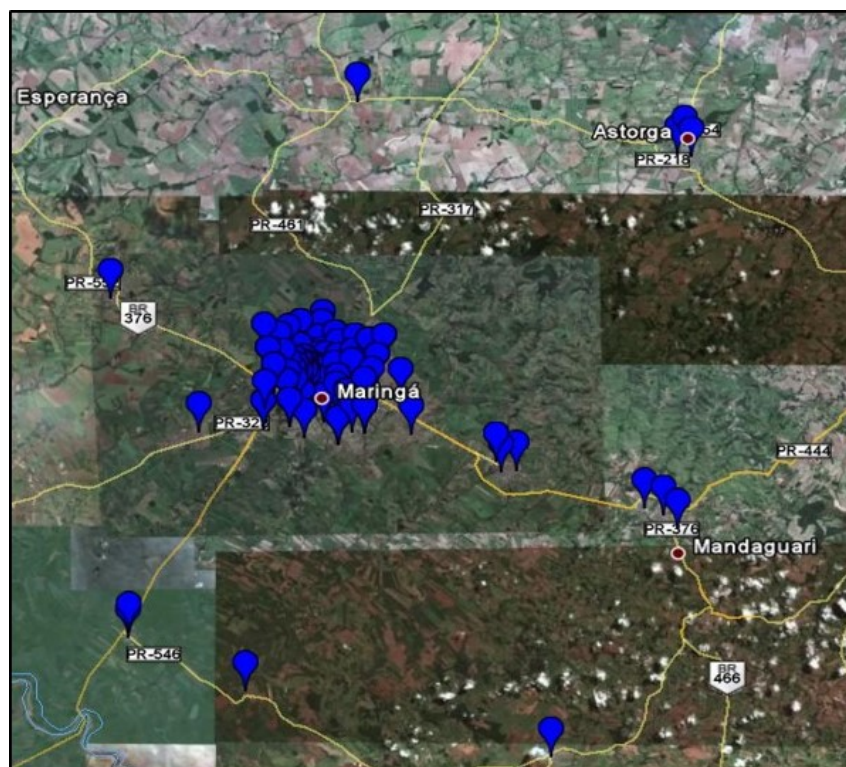 Esperança
Astorga
PR-218
PR-461
PR-317
BR
376
Maringá
PR-444
PR-376
Mandaguari
PR-546
BR
466